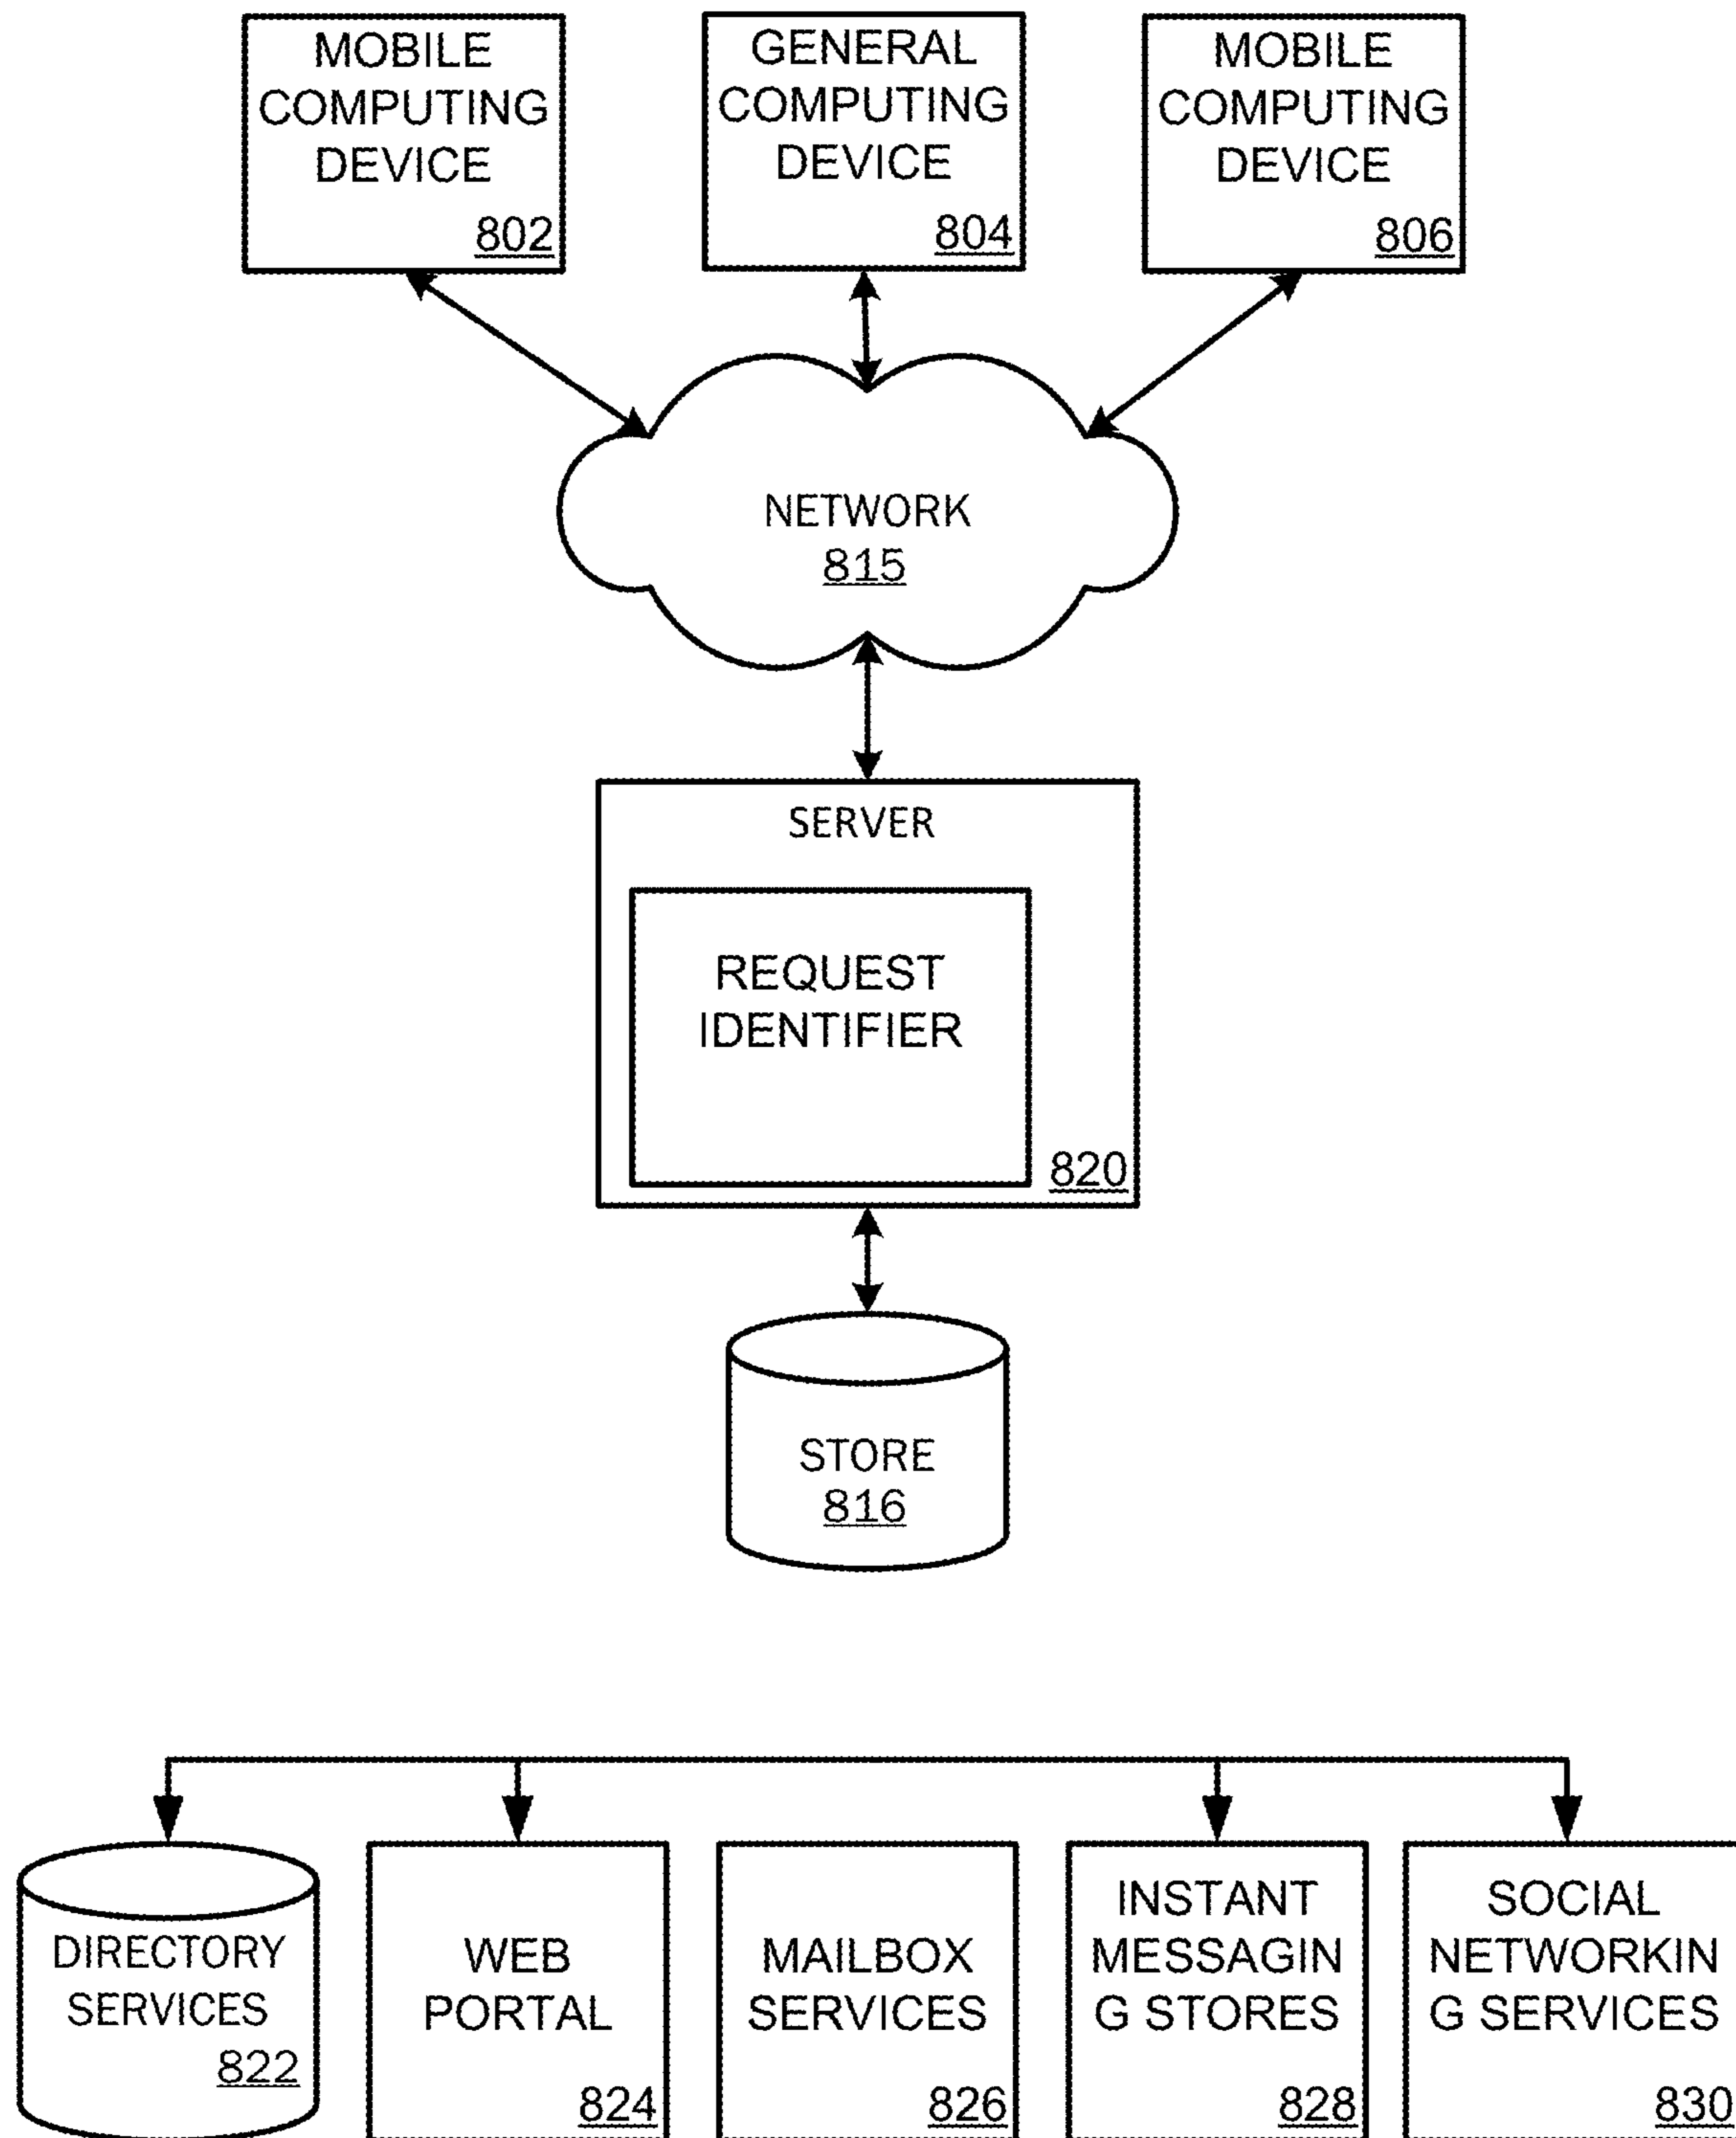 MOBILE
COMPUTING
DEVICE
802
GENERAL
COMPUTING
DEVICE
804
MOBILE
COMPUTING
DEVICE
806
NETWORK
815
SERVER
REQUEST
IDENTIFIER
820
STORE
816
DIRECTORY
SERVICES
822
WEB
PORTAL
824
MAILBOX
SERVICES
826
INSTANT
MESSAGIN
G STORES
828
SOCIAL
NETWORKIN
G SERVICES
830